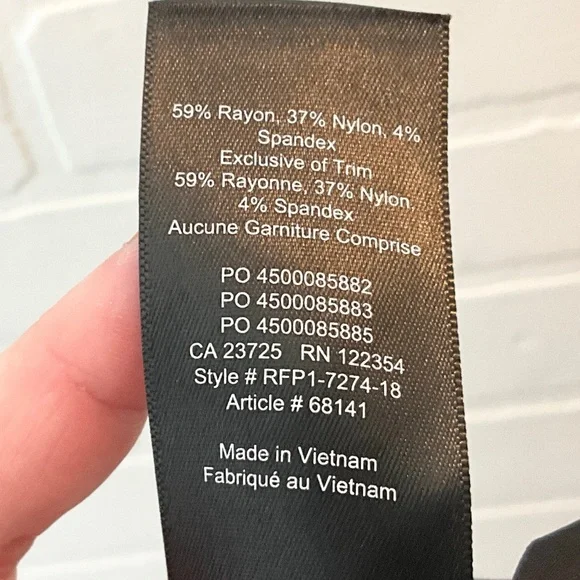 59% Rayon, 37% Nylon, 4%
Spandex
Exclusive of Trim
59% Rayonne, 37% Nylon,
4% Spandex
Aucune Garniture Comprise
PO 4500085882
PO 4500085883
PO 4500085885
CA 23725 RN 122354
Style # RFP1-7274-18
Article # 68141
Made in Vietnam
Fabriqué au Vietnam